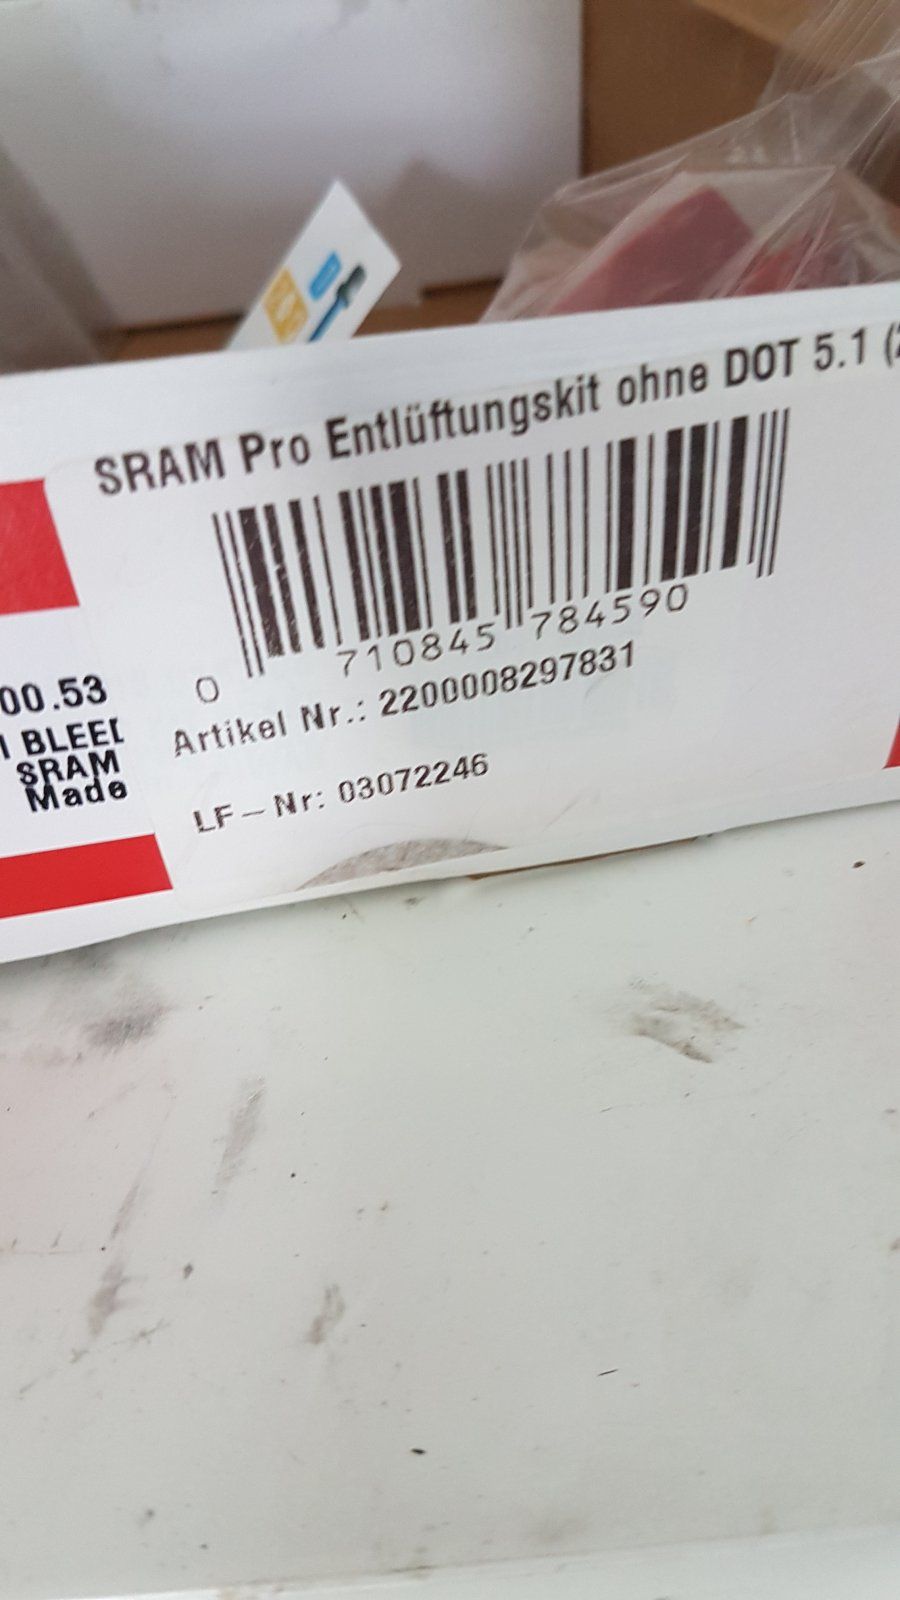 SRAM Pro Entlüftungskit ohne DOT 5.1 (2
0 710845 784590
Artikel Nr.: 2200008297831
LF-Nr: 03072246
00.53
BLEED
SRAM
Made